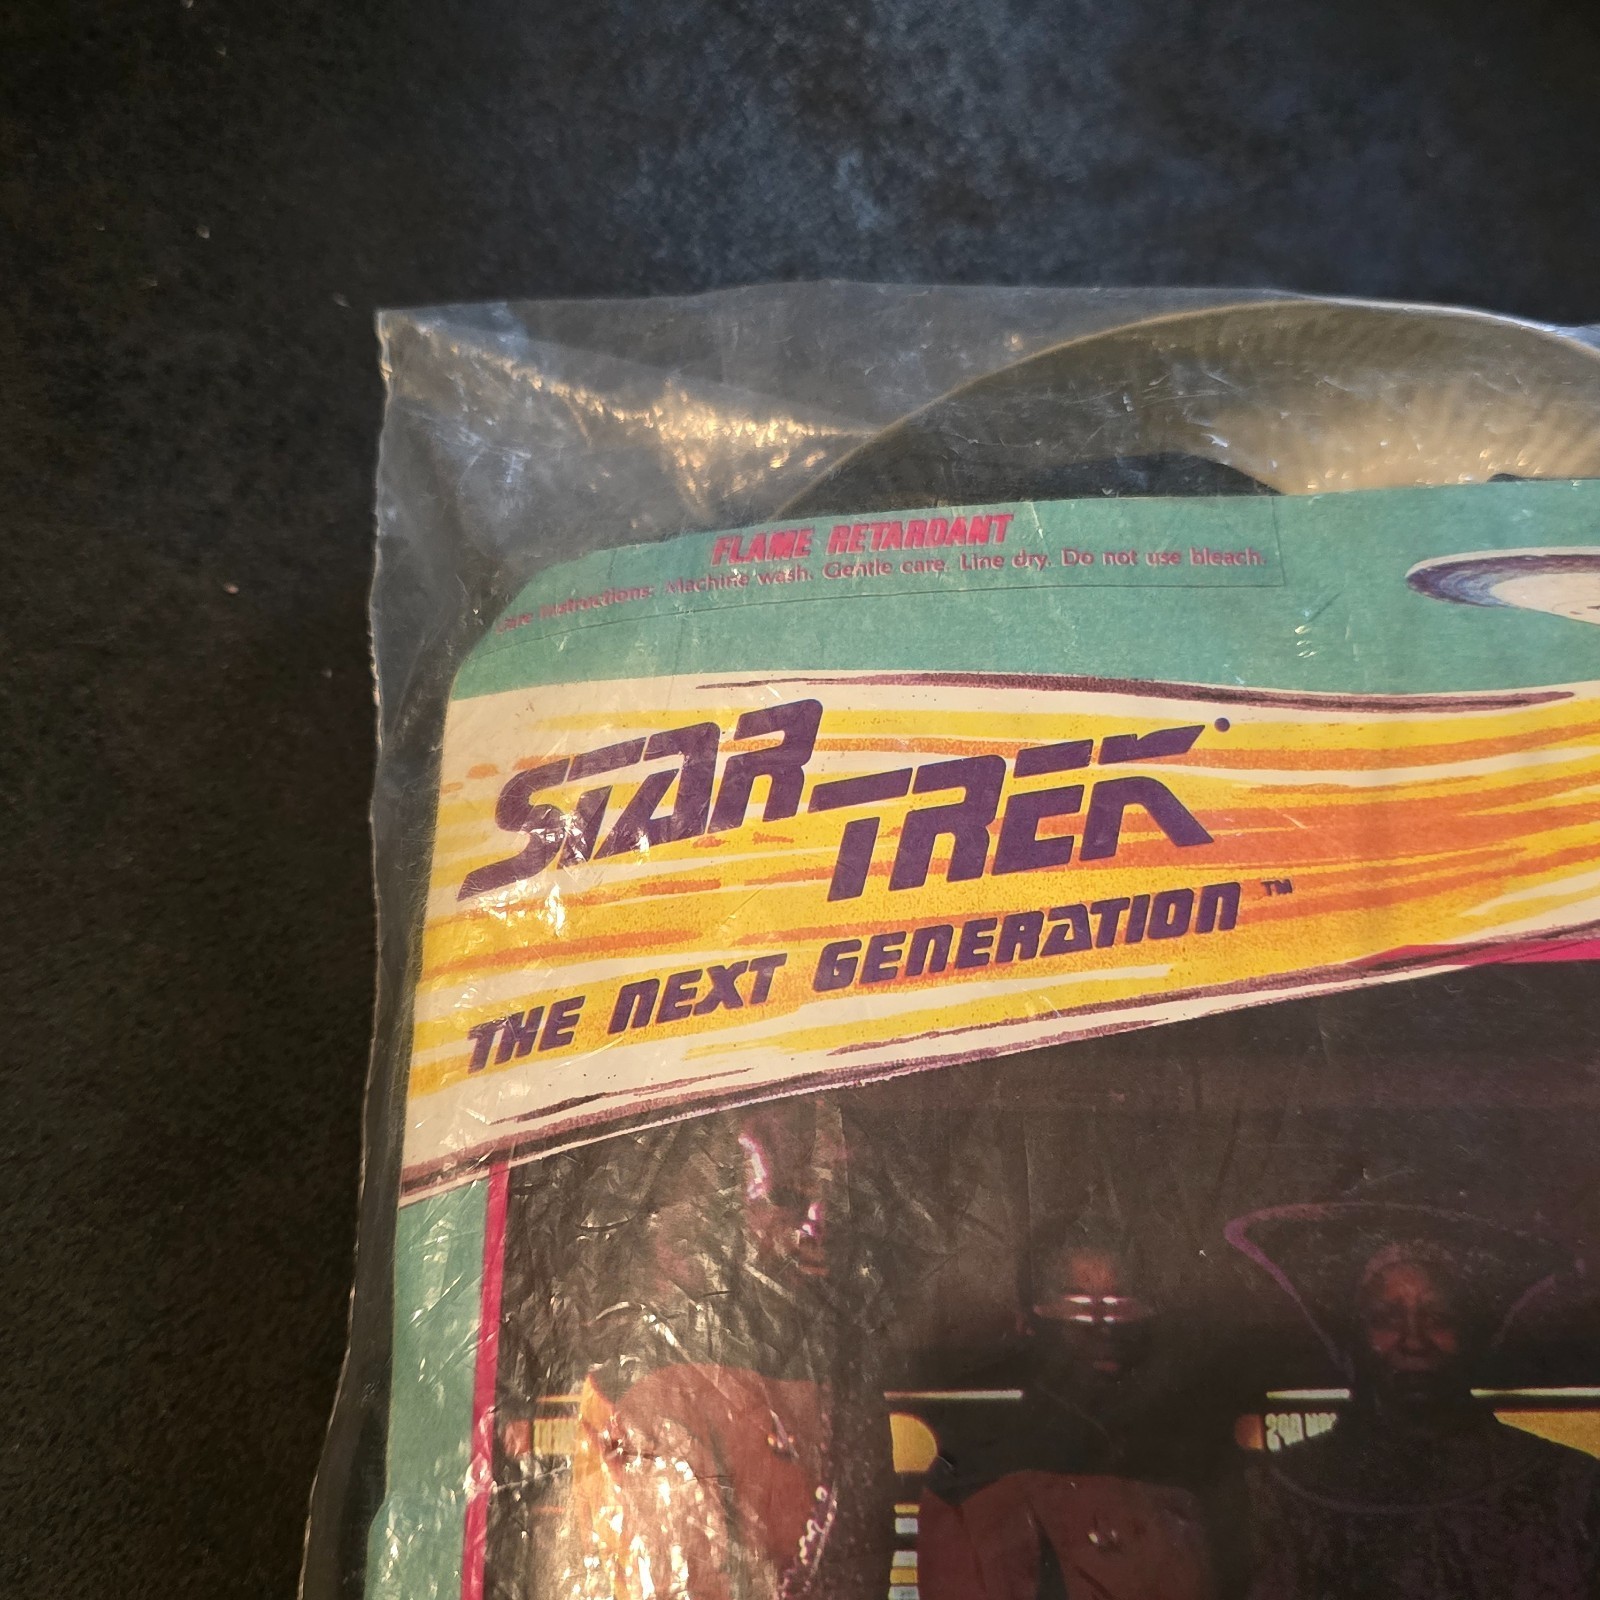 FLAME RETARDANT
Care Instructions: Machine wash. Gentle care. Line dry. Do not use bleach.
STAR TREK
THE NEXT GENERATION™